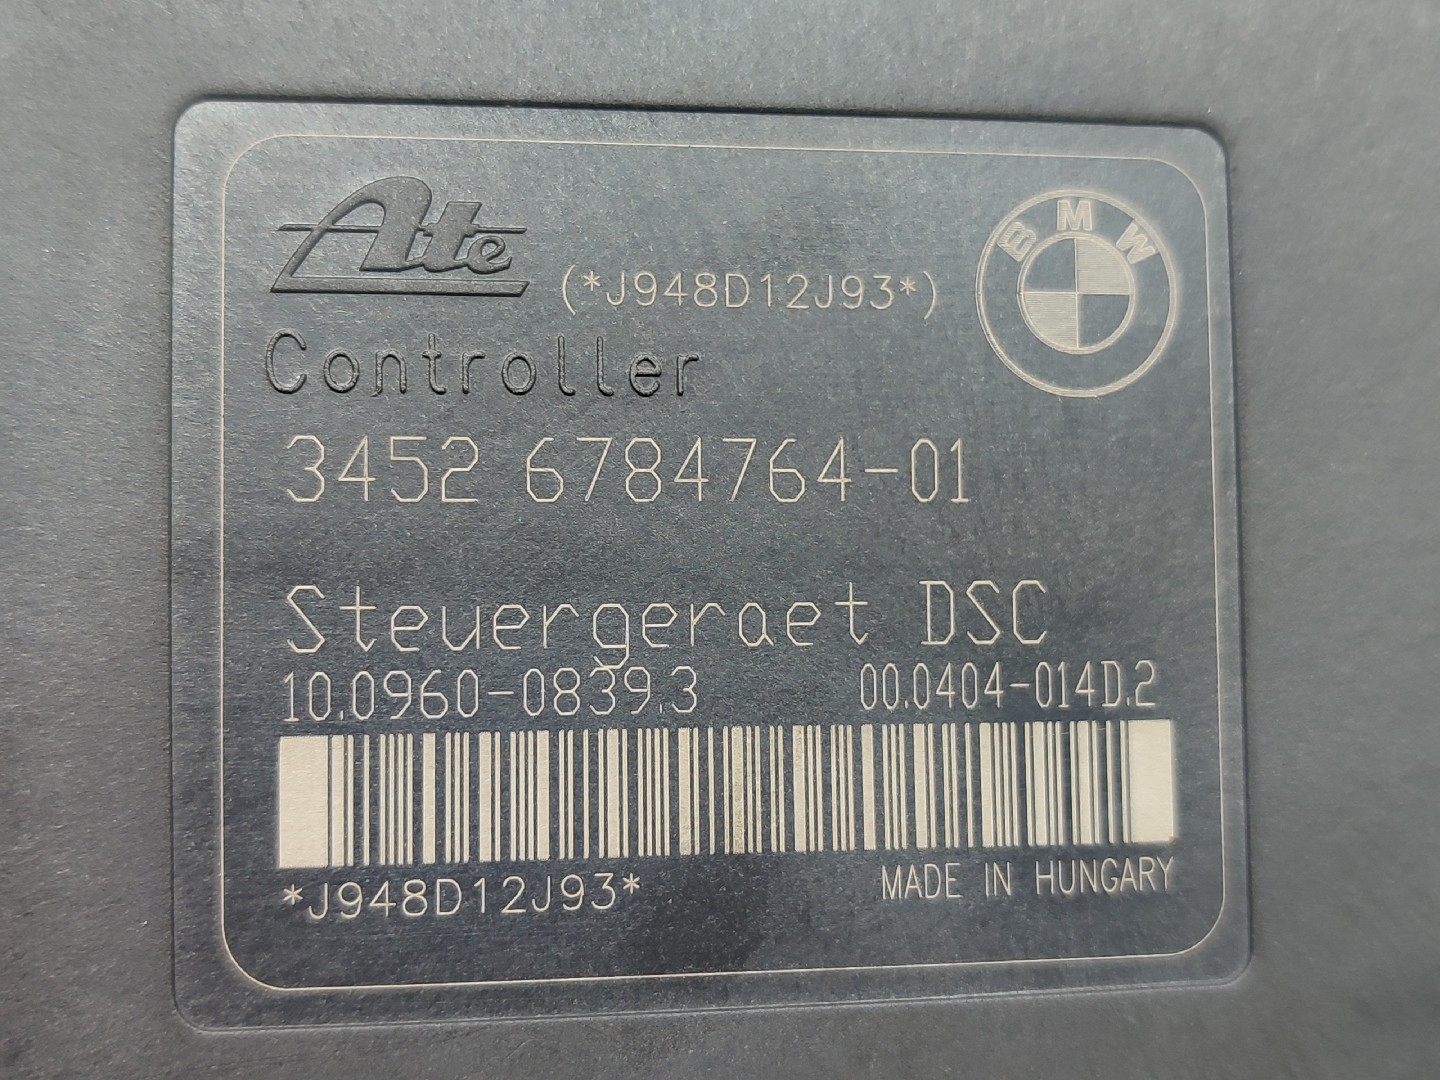 Ate
(*J948D12J93*)
BMW
Controller
3452 6784764-01
Steuergeraet DSC
10.0960-0839.3 00.0404-014D.2
*J948D12J93*
MADE IN HUNGARY